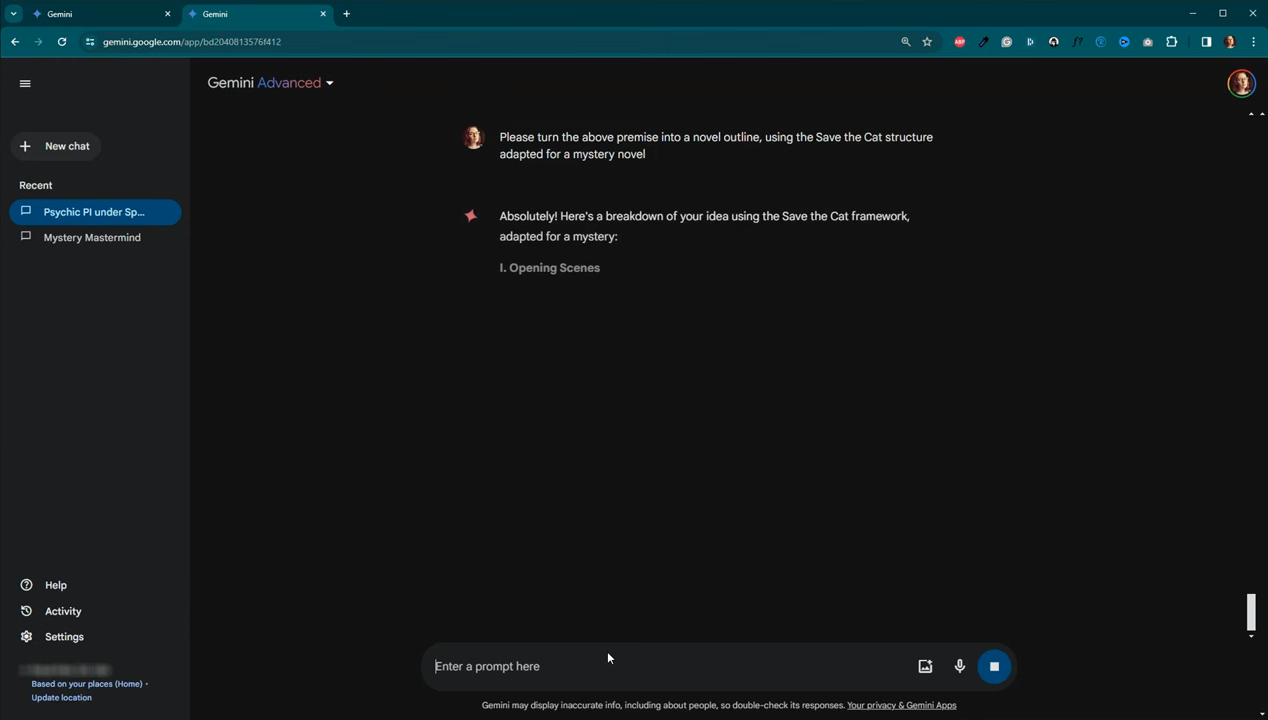 Gemini
Gemini
gemini.google.com/app/bd2040813576f412
Gemini Advanced
New chat
Recent
Psychic PI under Sp...
Mystery Mastermind
Please turn the above premise into a novel outline, using the Save the Cat structure
adapted for a mystery novel
Absolutely! Here's a breakdown of your idea using the Save the Cat framework,
adapted for a mystery:
I. Opening Scenes
Help
Activity
Settings
Based on your places (Home) •
Update location
Enter a prompt here
Gemini may display inaccurate info, including about people, so double-check its responses. Your privacy & Gemini Apps